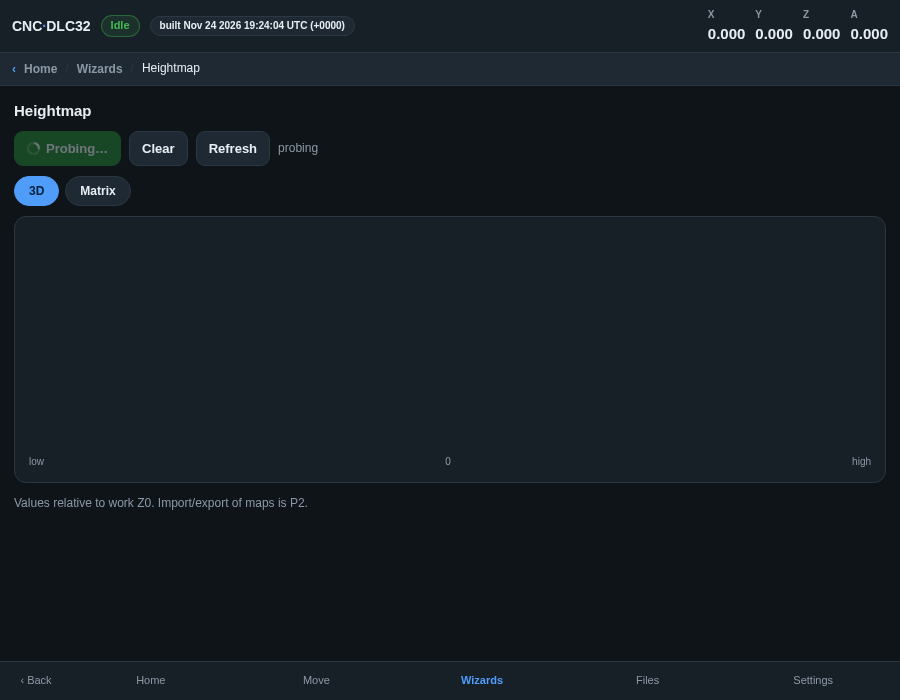 CNC·DLC32 Idle built Nov 24 2026 19:24:04 UTC (+0000)
X Y Z A
0.000 0.000 0.000 0.000
‹ Home / Wizards / Heightmap
Heightmap
Probing… Clear Refresh probing
3D Matrix
low 0 high
Values relative to work Z0. Import/export of maps is P2.
‹ Back Home Move Wizards Files Settings